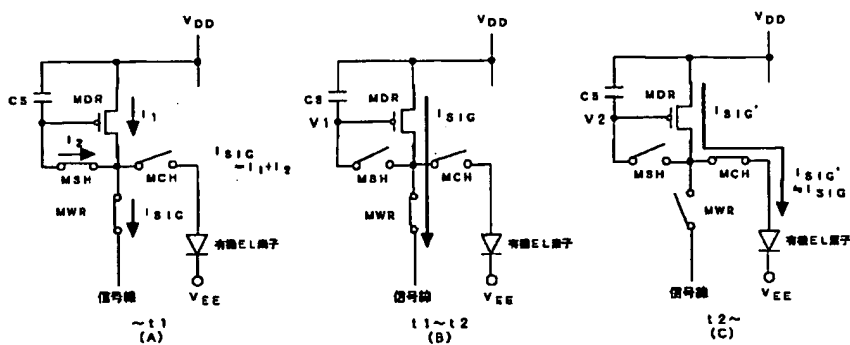 VDD
CS
MDR
I1
I2
MSH
MCH
ISIG
=I1+I2
MWR
ISIG
有機EL素子
VEE
信号線
~t1
(A)
VDD
CS
V1
MDR
ISIG
MSH
MCH
MWR
有機EL素子
VEE
信号線
t1~t2
(B)
VDD
CS
V2
MDR
ISIG'
MSH
MCH
ISIG'
≒ISIG
MWR
有機EL素子
VEE
信号線
t2~
(C)